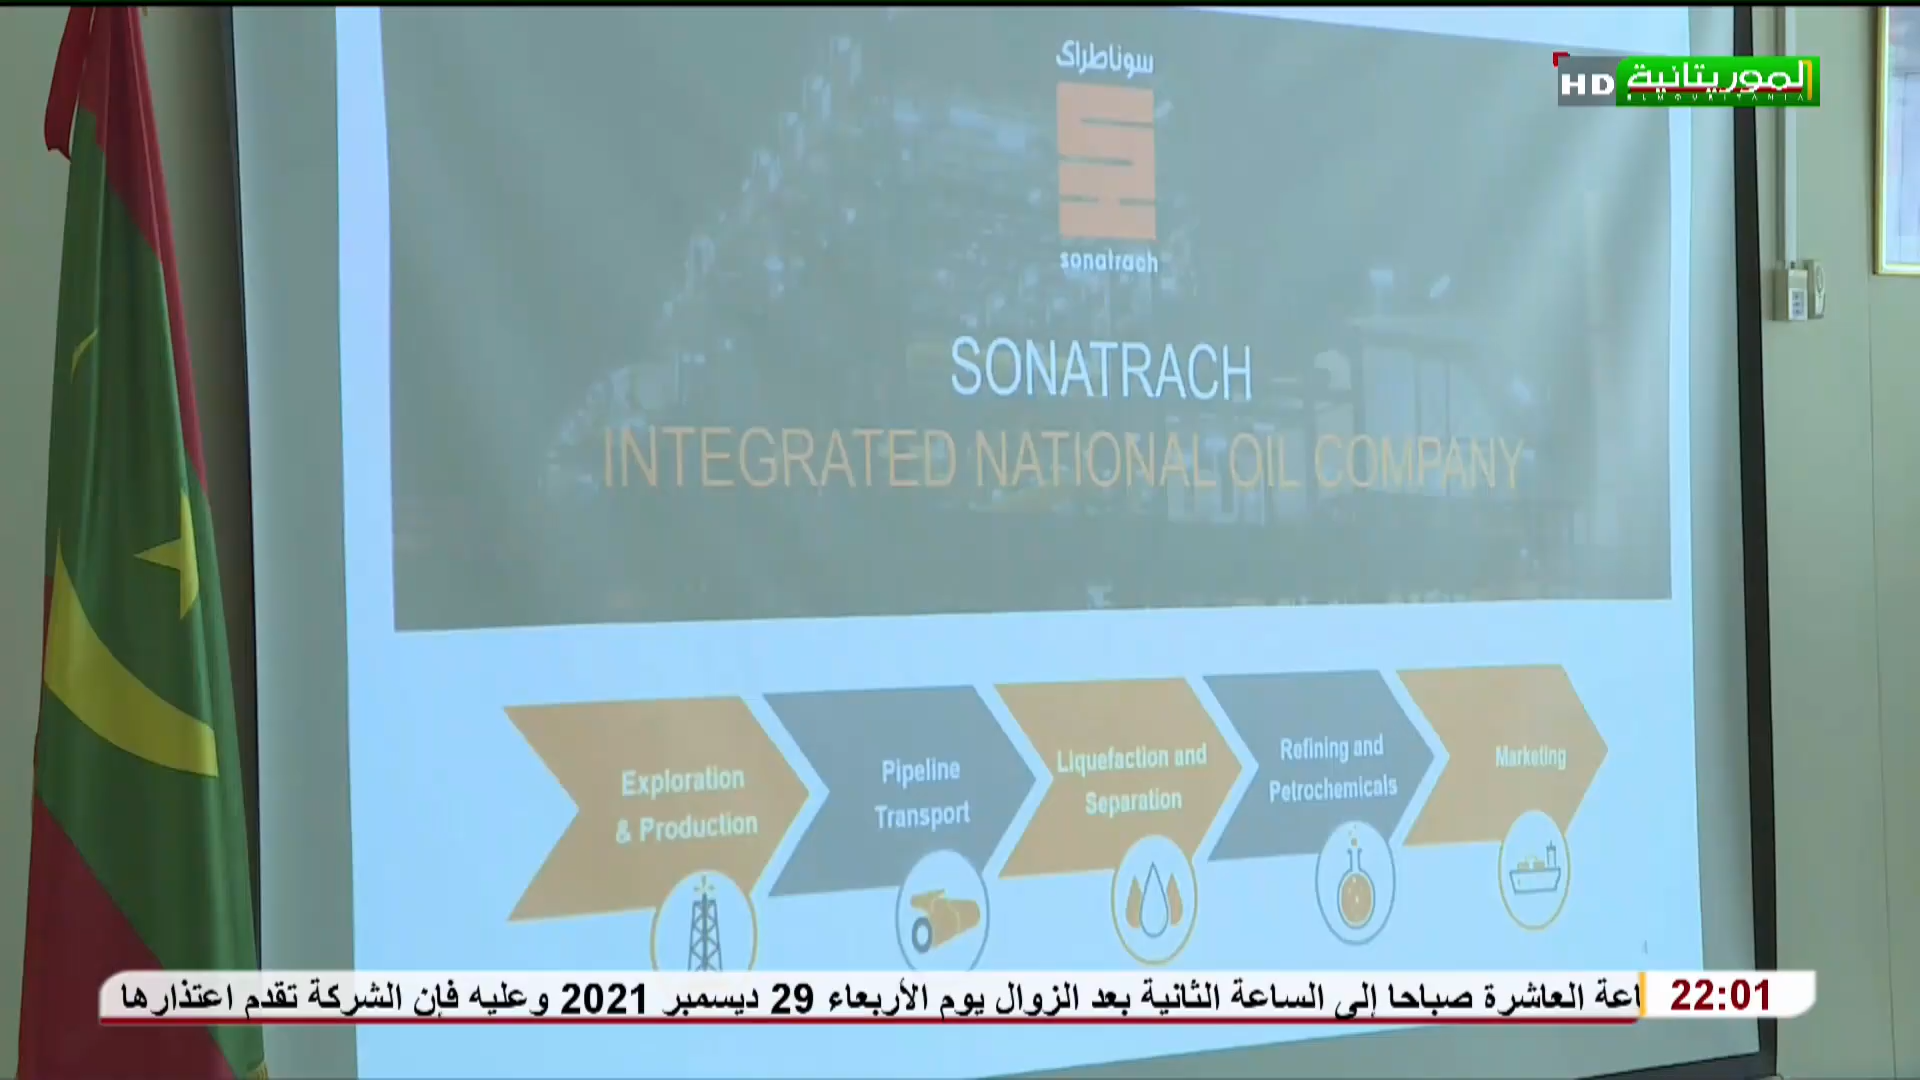 سوناطراك
sonatrach
HD الموريتانية
ELMOURITANIA
SONATRACH
INTEGRATED NATIONAL OIL COMPANY
Exploration
& Production
Pipeline
Transport
Liquefaction and
Separation
Refining and
Petrochemicals
Marketing
4
اعة العاشرة صباحا إلى الساعة الثانية بعد الزوال يوم الأربعاء 29 ديسمبر 2021 وعليه فإن الشركة تقدم اعتذارها
22:01